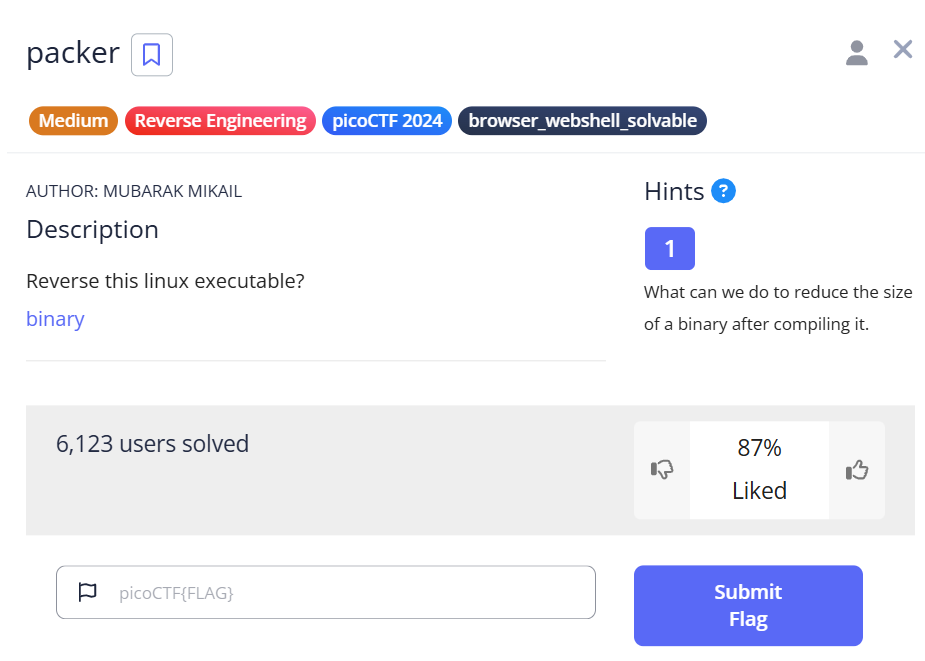 packer
Medium Reverse Engineering picoCTF 2024 browser_webshell_solvable
AUTHOR: MUBARAK MIKAIL
Description
Reverse this linux executable?
binary
Hints ?
1
What can we do to reduce the size
of a binary after compiling it.
6,123 users solved
87%
Liked
picoCTF{FLAG}
Submit
Flag